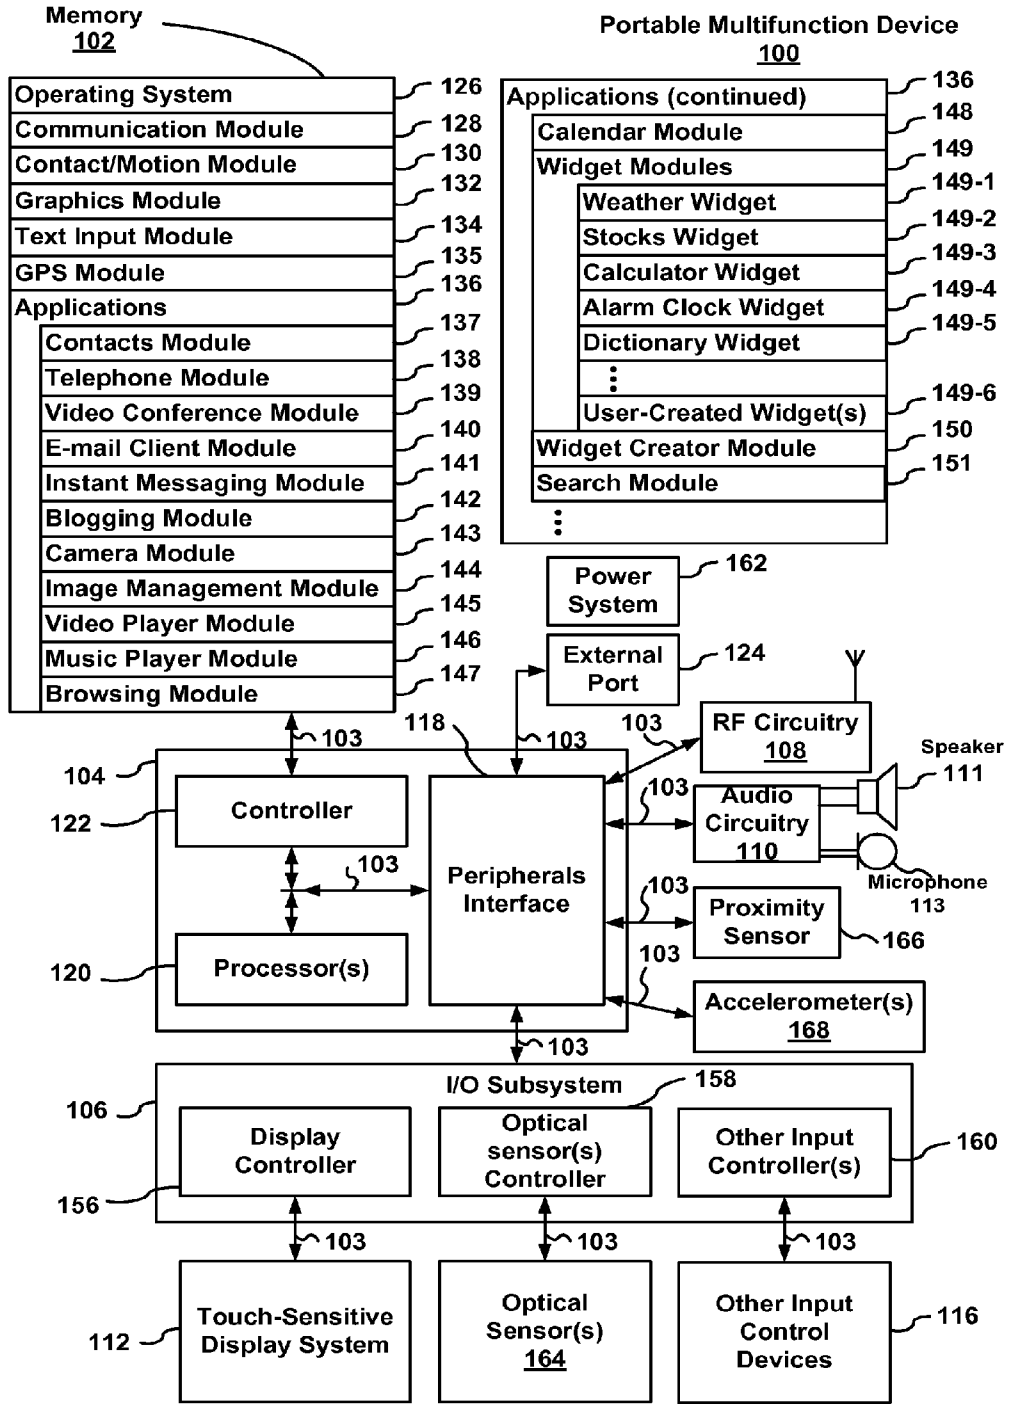 Memory
102
Portable Multifunction Device
100
Operating System 126
Communication Module 128
Contact/Motion Module 130
Graphics Module 132
Text Input Module 134
GPS Module 135
Applications 136
Contacts Module 137
Telephone Module 138
Video Conference Module 139
E-mail Client Module 140
Instant Messaging Module 141
Blogging Module 142
Camera Module 143
Image Management Module 144
Video Player Module 145
Music Player Module 146
Browsing Module 147
Applications (continued) 136
Calendar Module 148
Widget Modules 149
Weather Widget 149-1
Stocks Widget 149-2
Calculator Widget 149-3
Alarm Clock Widget 149-4
Dictionary Widget 149-5
User-Created Widget(s) 149-6
Widget Creator Module 150
Search Module 151
Power
System
162
External
Port
124
103
118
103
103
RF Circuitry
108
Speaker
111
104
122
Controller
103
Audio
Circuitry
110
Microphone
113
103
Peripherals
Interface
103
Proximity
Sensor
166
120
Processor(s)
103
Accelerometer(s)
168
103
I/O Subsystem
158
106
Display
Controller
156
Optical
sensor(s)
Controller
Other Input
Controller(s)
160
103
103
103
112
Touch-Sensitive
Display System
Optical
Sensor(s)
164
Other Input
Control
Devices
116